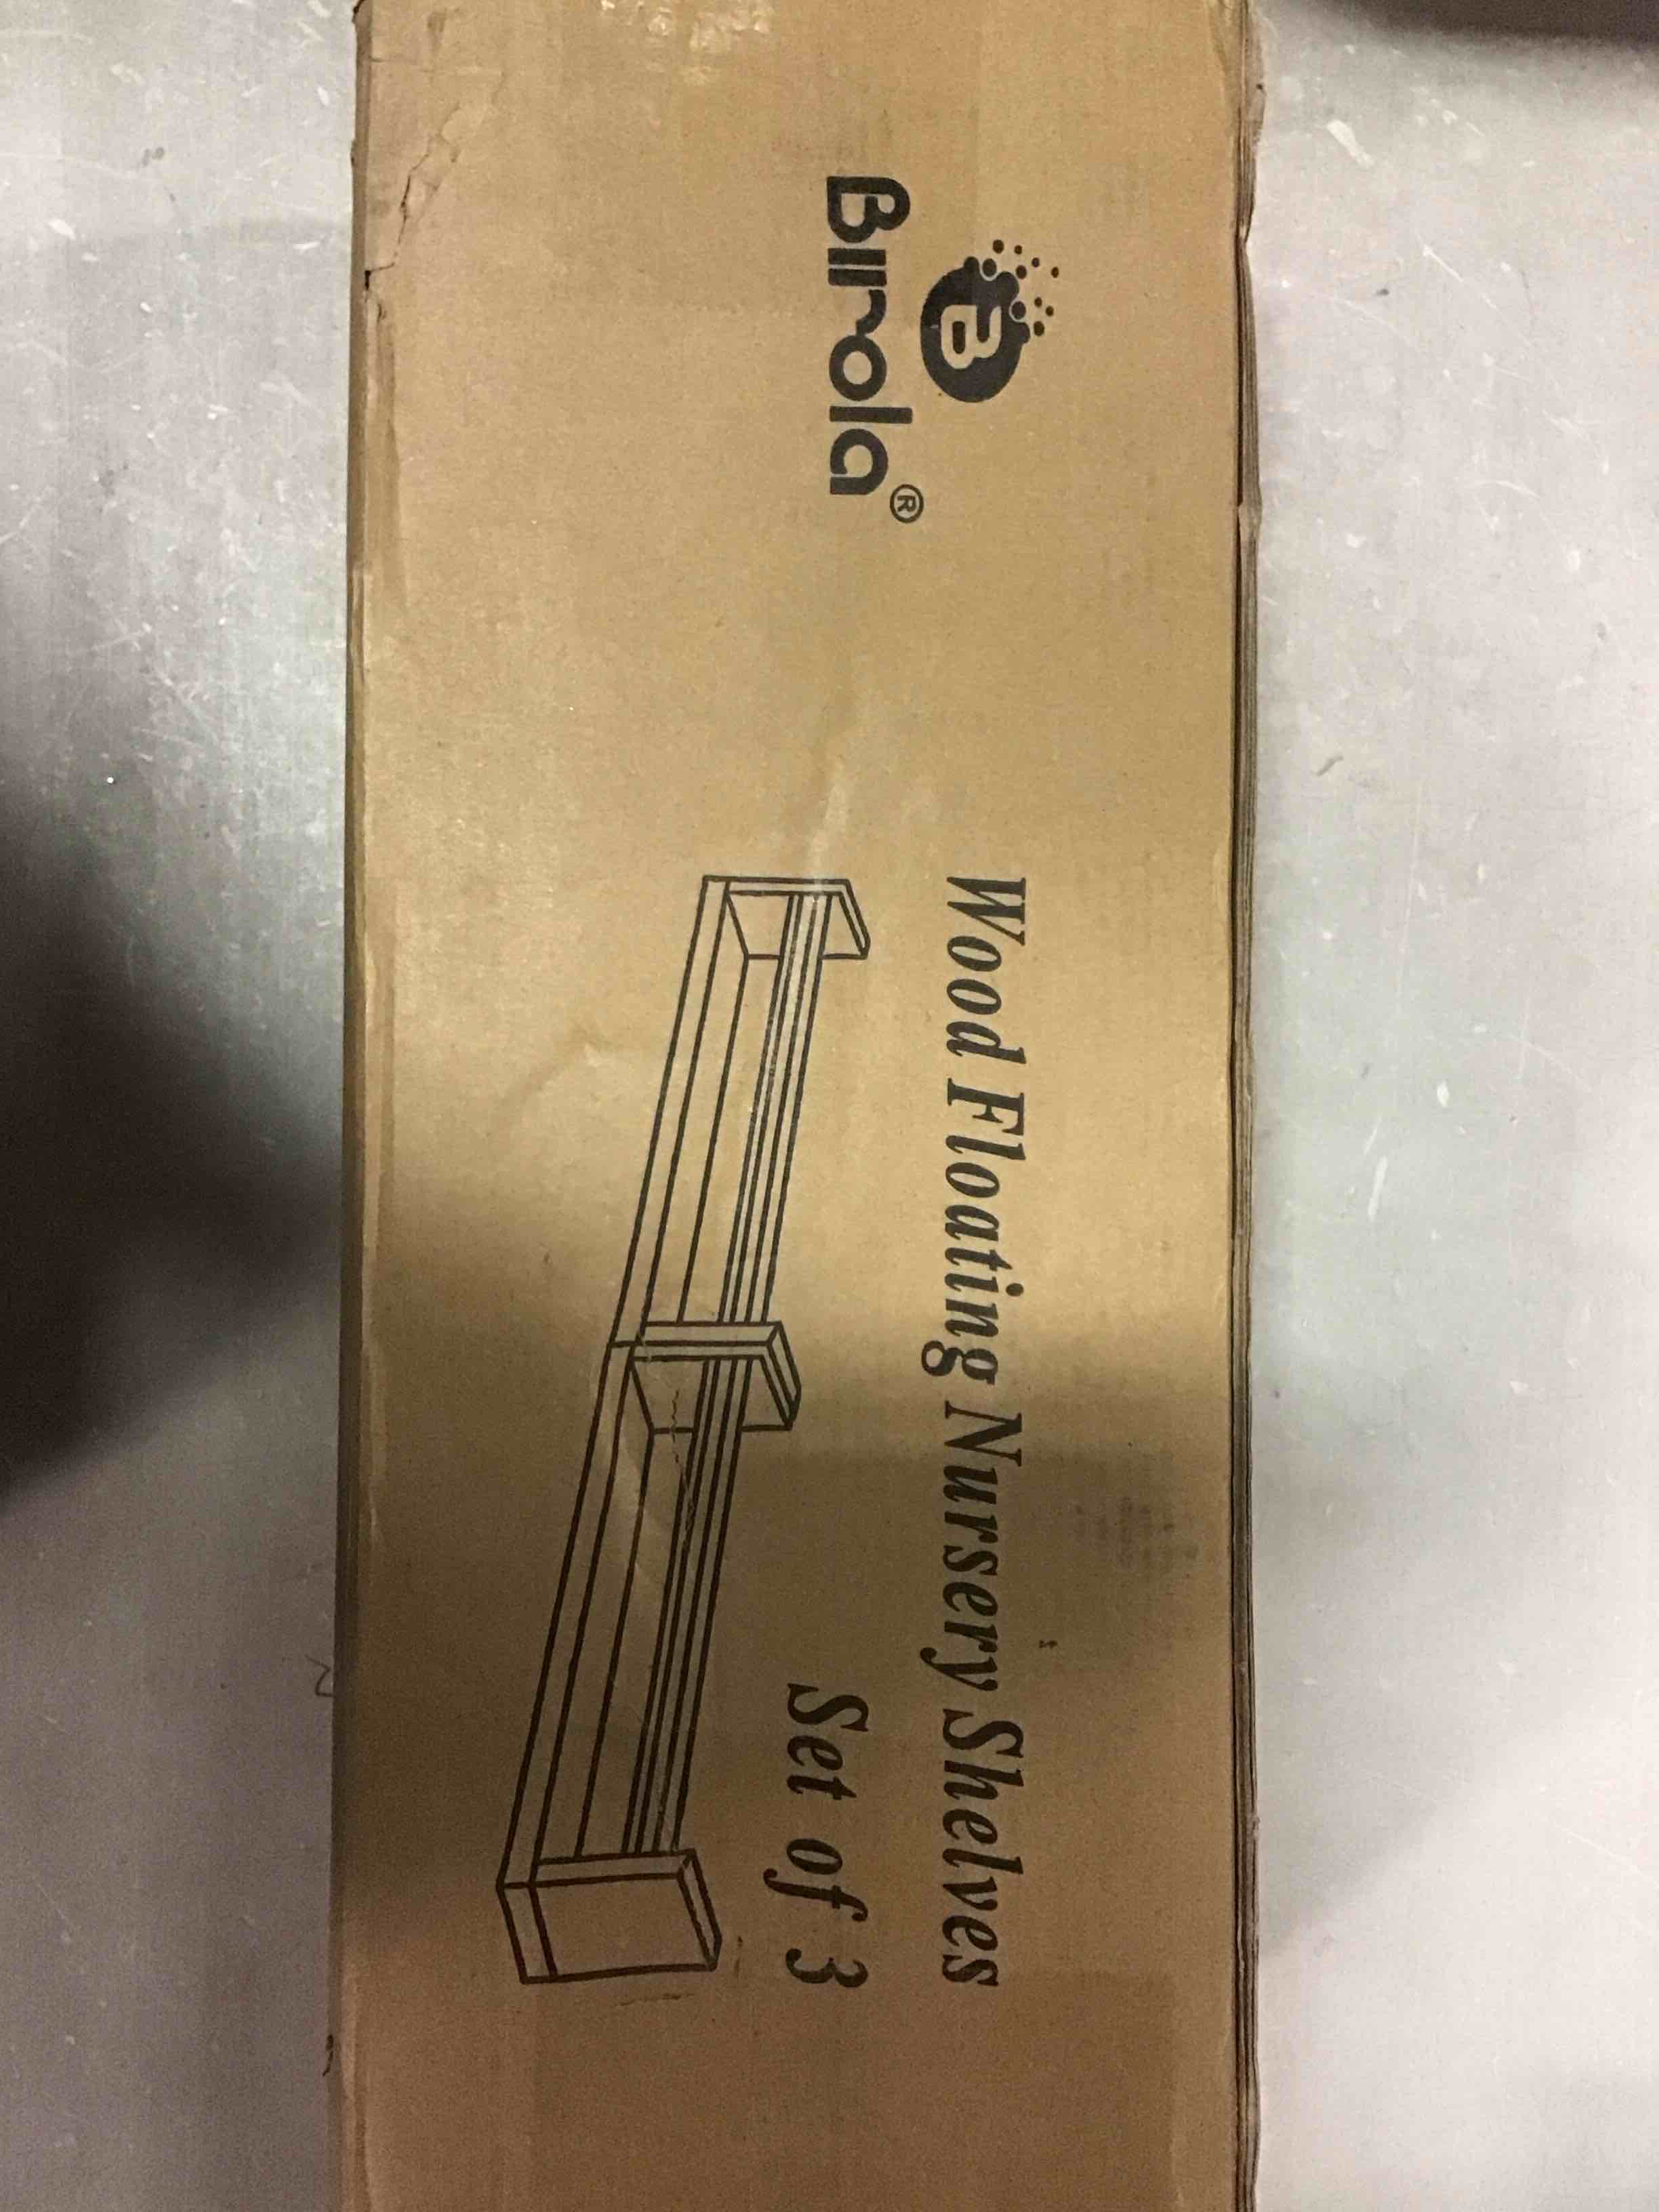 B
BIrola®
Wood Floating Nursery Shelves
Set of 3